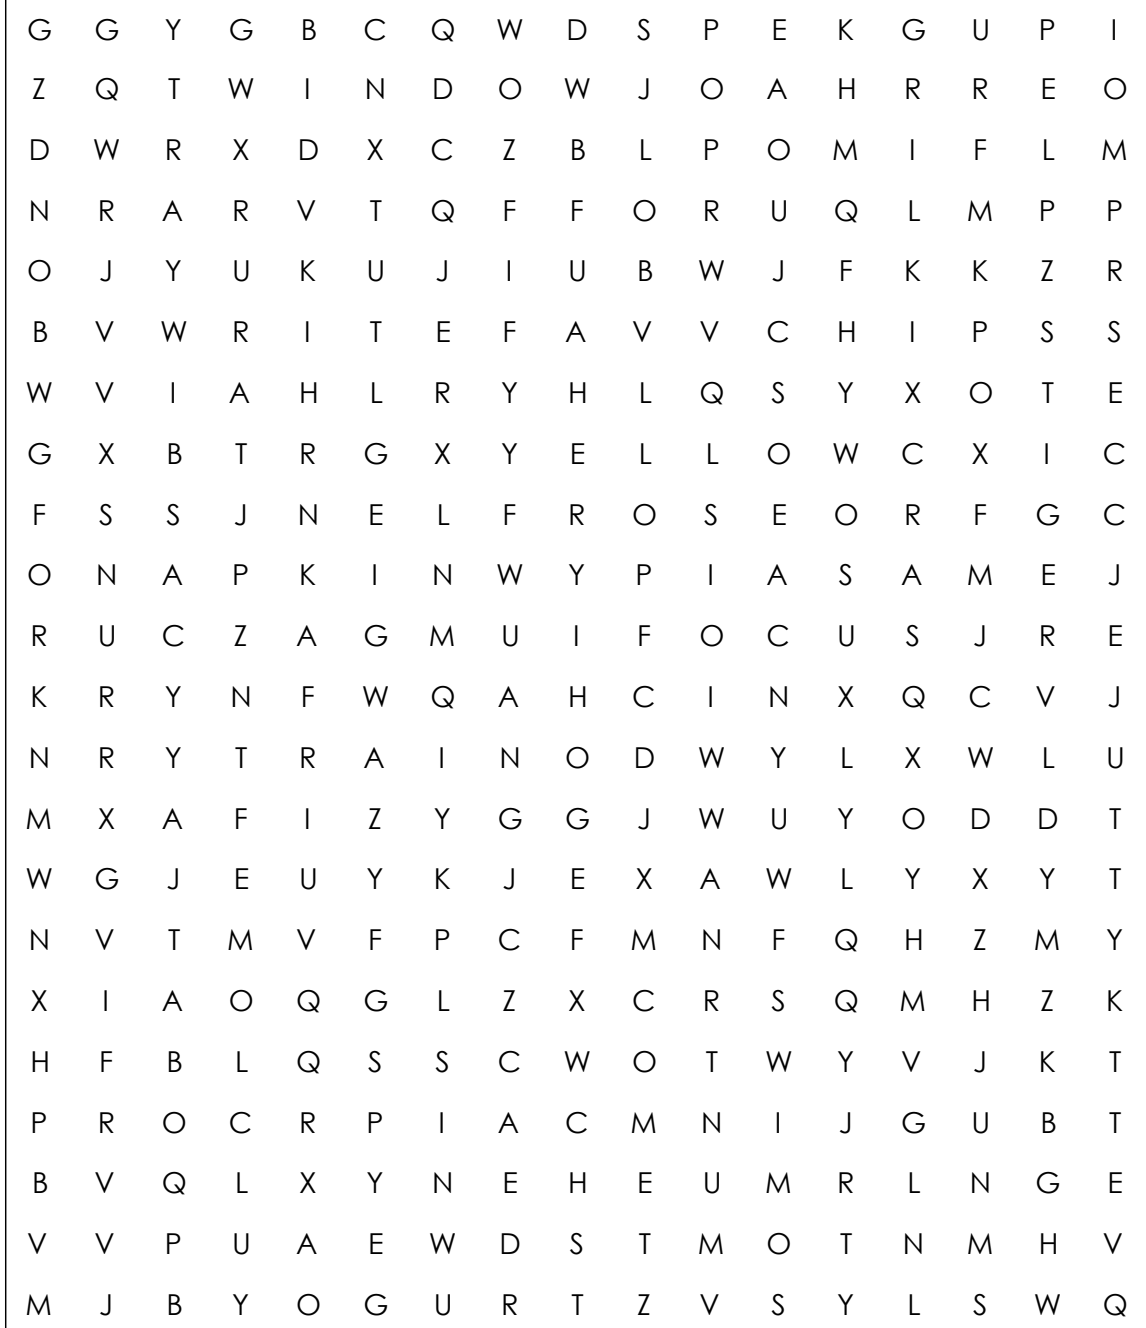 G G Y G B C Q W D S P E K G U P I
Z Q T W I N D O W J O A H R R E O
D W R X D X C Z B L P O M I F L M
N R A R V T Q F F O R U Q L M P P
O J Y U K U J I U B W J F K K Z R
B V W R I T E F A V V C H I P S S
W V I A H L R Y H L Q S Y X O T E
G X B T R G X Y E L L O W C X I C
F S S J N E L F R O S E O R F G C
O N A P K I N W Y P I A S A M E J
R U C Z A G M U I F O C U S J R E
K R Y N F W Q A H C I N X Q C V J
N R Y T R A I N O D W Y L X W L U
M X A F I Z Y G G J W U Y O D D T
W G J E U Y K J E X A W L Y X Y T
N V T M V F P C F M N F Q H Z M Y
X I A O Q G L Z X C R S Q M H Z K
H F B L Q S S C W O T W Y V J K T
P R O C R P I A C M N I J G U B T
B V Q L X Y N E H E U M R L N G E
V V P U A E W D S T M O T N M H V
M J B Y O G U R T Z V S Y L S W Q